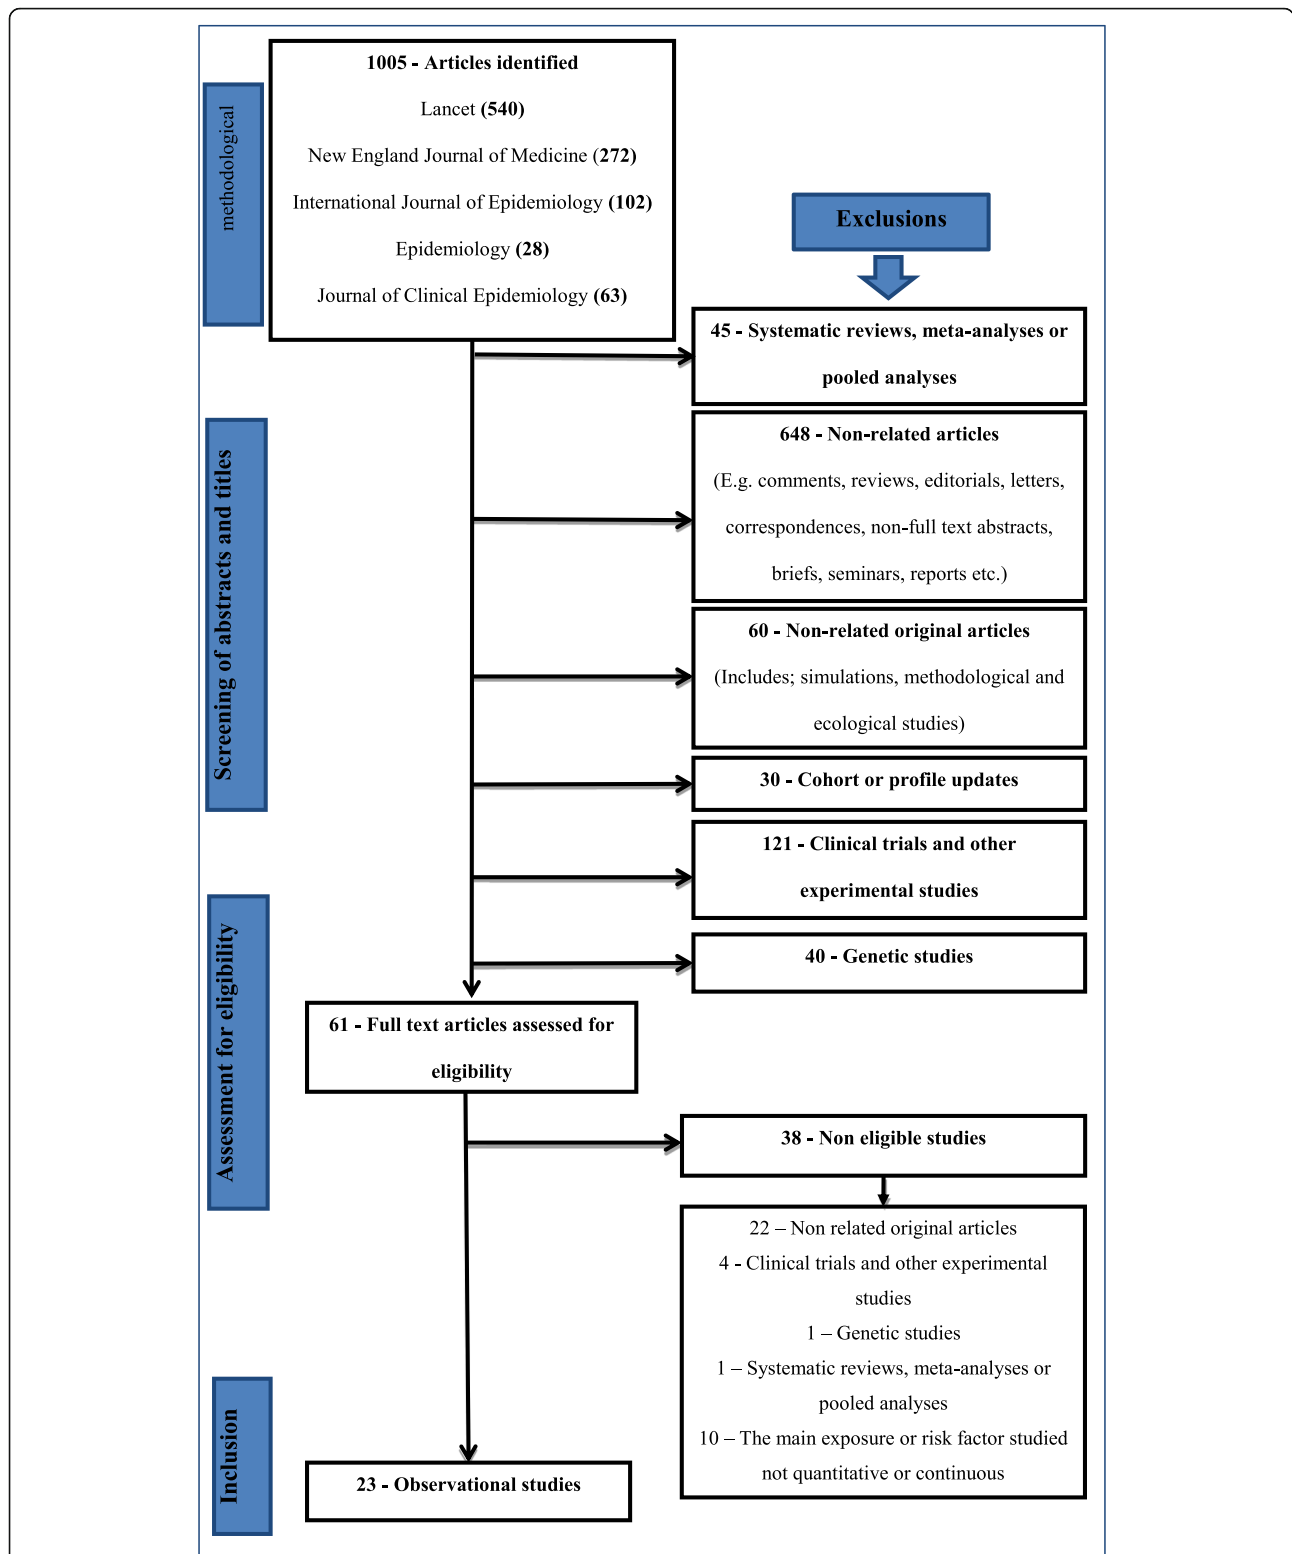 methodological
1005 - Articles identified
Lancet (540)
New England Journal of Medicine (272)
International Journal of Epidemiology (102)
Epidemiology (28)
Journal of Clinical Epidemiology (63)
Exclusions
45 - Systematic reviews, meta-analyses or
pooled analyses
Screening of abstracts and titles
648 - Non-related articles
(E.g. comments, reviews, editorials, letters,
correspondences, non-full text abstracts,
briefs, seminars, reports etc.)
60 - Non-related original articles
(Includes; simulations, methodological and
ecological studies)
30 - Cohort or profile updates
121 - Clinical trials and other
experimental studies
40 - Genetic studies
Assessment for eligibility
61 - Full text articles assessed for
eligibility
38 - Non eligible studies
22 – Non related original articles
4 - Clinical trials and other experimental
studies
1 – Genetic studies
1 – Systematic reviews, meta-analyses or
pooled analyses
10 – The main exposure or risk factor studied
not quantitative or continuous
Inclusion
23 - Observational studies